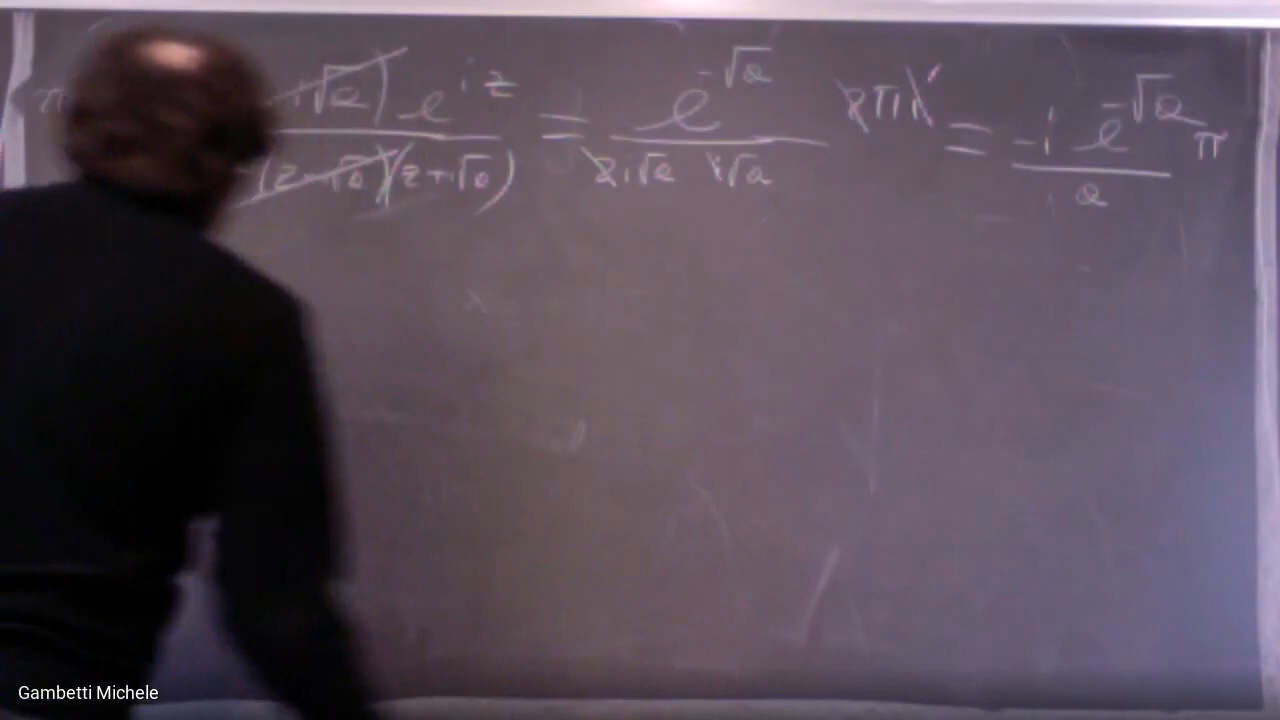 π i√a) e^{iz} = e^{-√a} 2πi = -i e^{-√a} π
(z-i√a)(z+i√a) 2i√a i√a a
Gambetti Michele